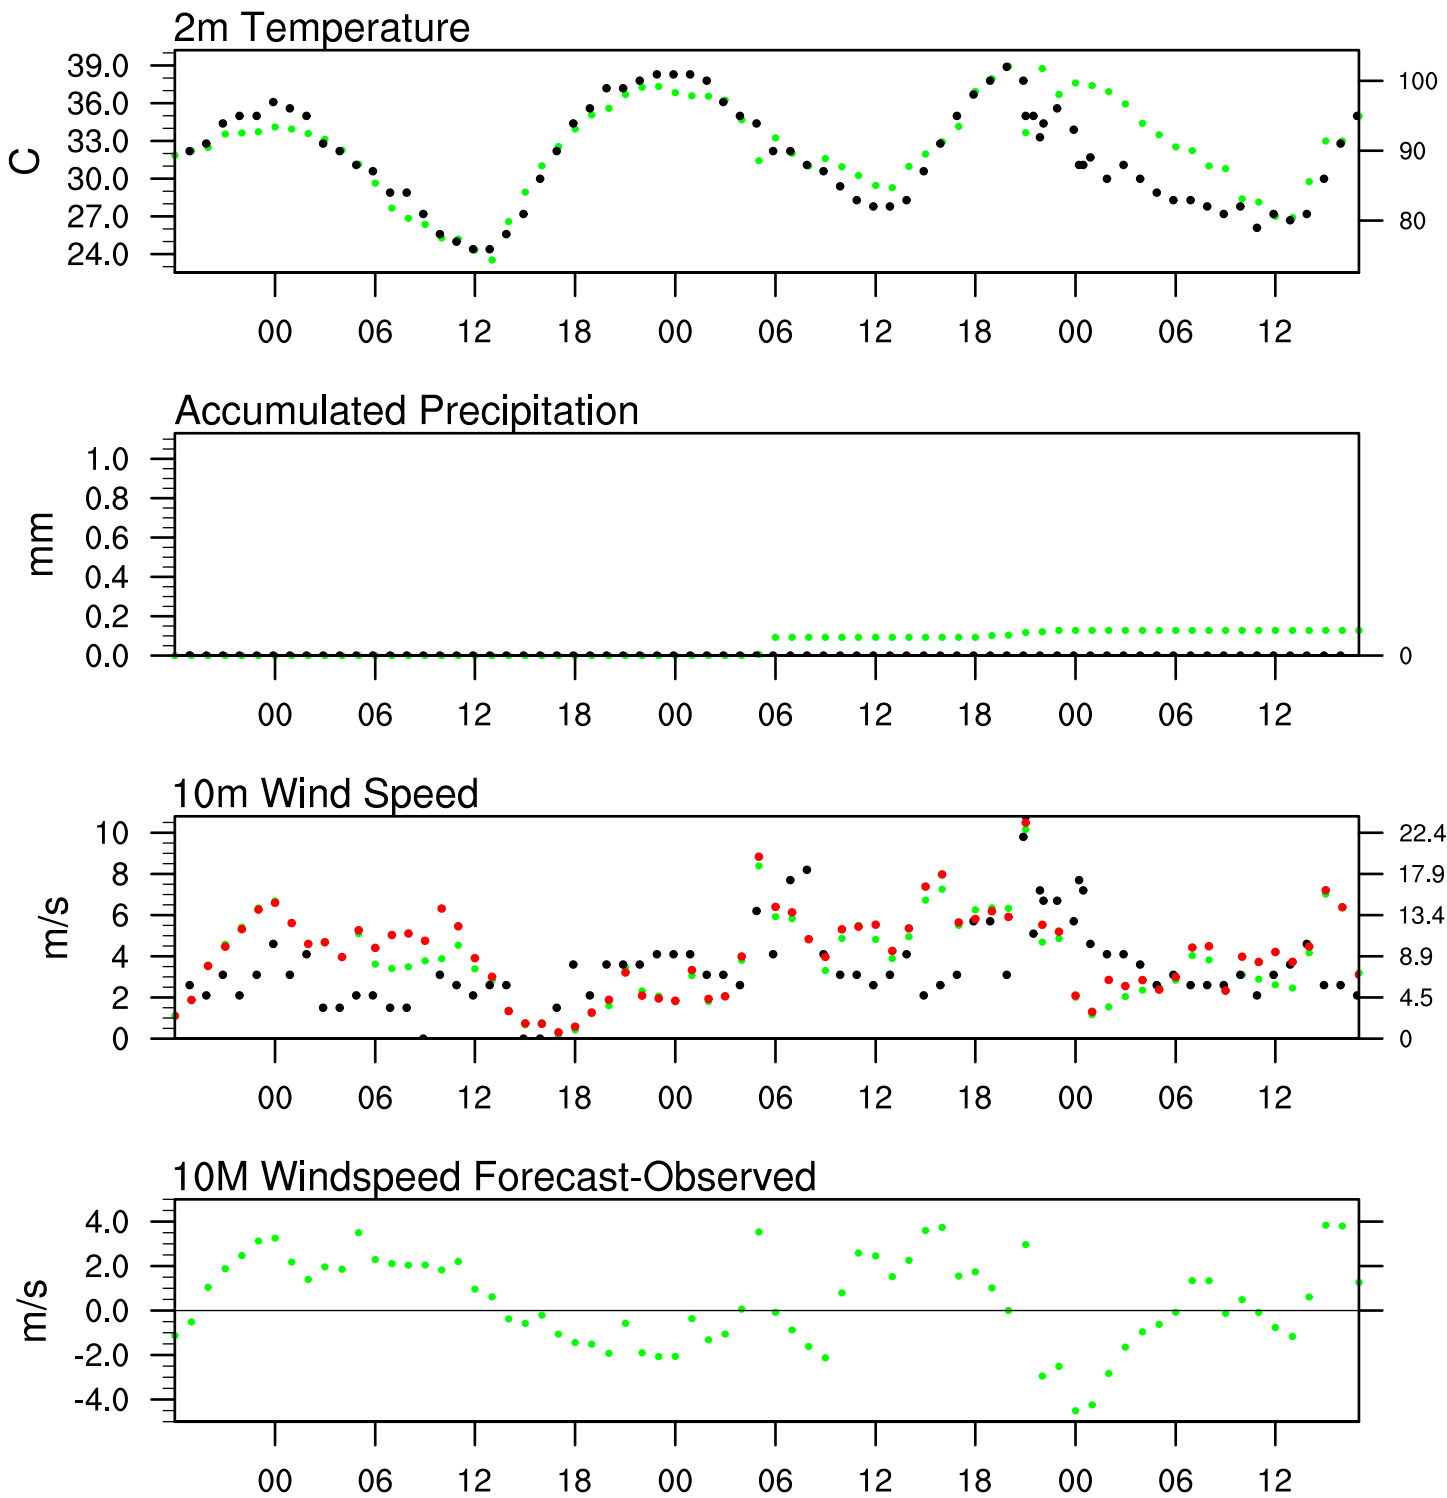 2m Temperature
39.0
36.0
33.0
30.0
27.0
24.0
C
100
90
80
00 06 12 18 00 06 12 18 00 06 12
Accumulated Precipitation
1.0
0.8
0.6
0.4
0.2
0.0
mm
0
00 06 12 18 00 06 12 18 00 06 12
10m Wind Speed
10
8
6
4
2
0
m/s
22.4
17.9
13.4
8.9
4.5
0
00 06 12 18 00 06 12 18 00 06 12
10M Windspeed Forecast-Observed
4.0
2.0
0.0
-2.0
-4.0
m/s
00 06 12 18 00 06 12 18 00 06 12